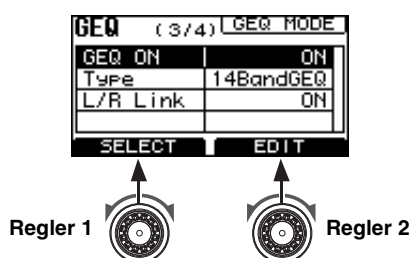 GEQ (3/4) GEQ MODE
GEQ ON ON
Type 14BandGEQ
L/R Link ON
SELECT EDIT
Regler 1 Regler 2